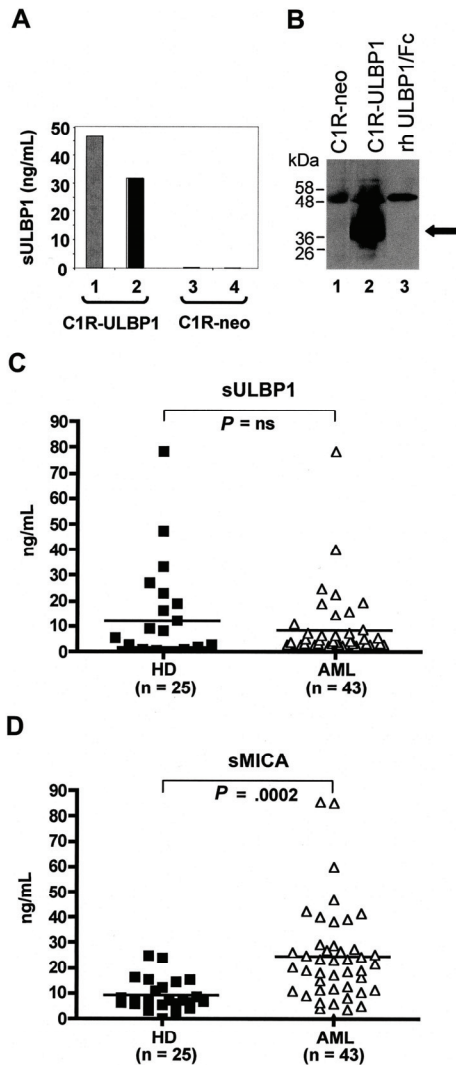 A
sULBP1 (ng/mL)
50
40
30
20
10
0
1 2 3 4
C1R-ULBP1 C1R-neo
B
C1R-neo
C1R-ULBP1
rh ULBP1/Fc
kDa
58
48
36
26
1 2 3
C
sULBP1
P = ns
ng/mL
90
80
70
60
50
40
30
20
10
0
HD AML
(n = 25) (n = 43)
D
sMICA
P = .0002
ng/mL
90
80
70
60
50
40
30
20
10
0
HD AML
(n = 25) (n = 43)